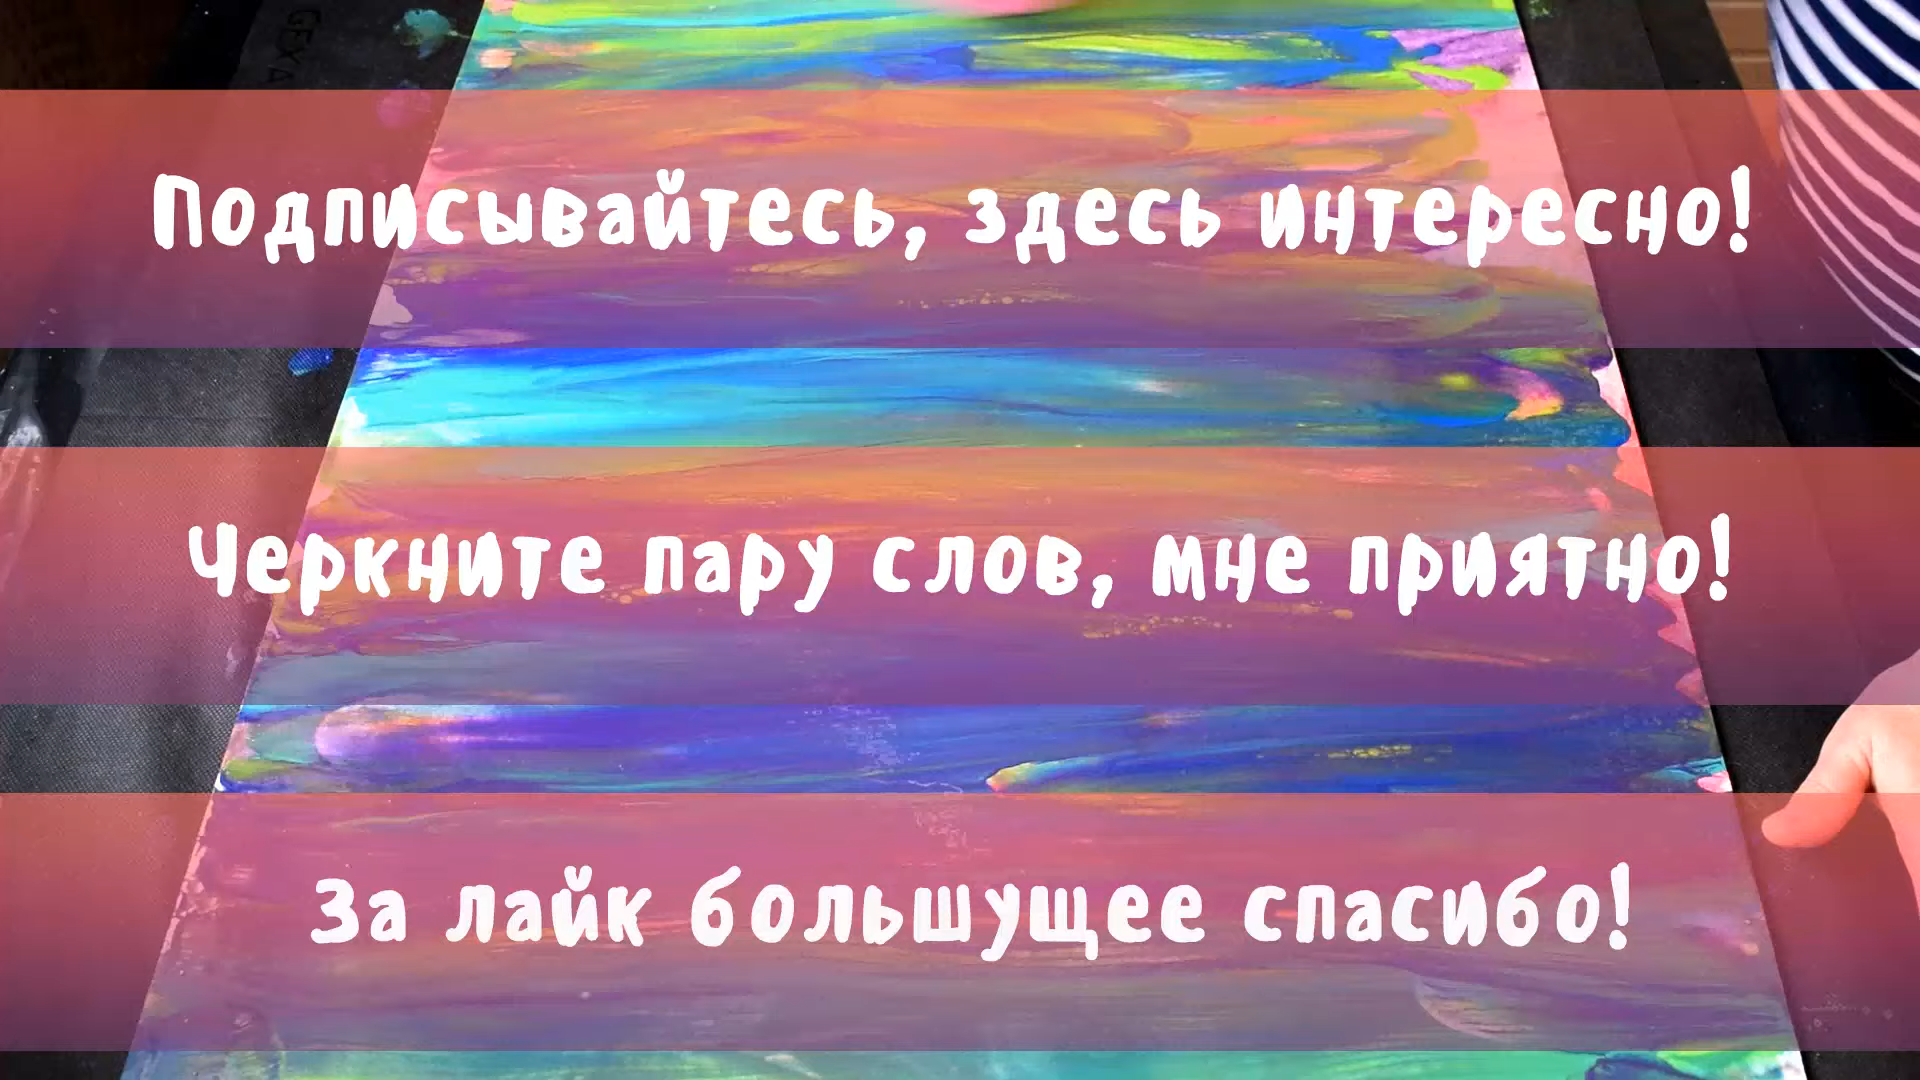 Подписывайтесь, здесь интересно!
Черкните пару слов, мне приятно!
За лайк большущее спасибо!